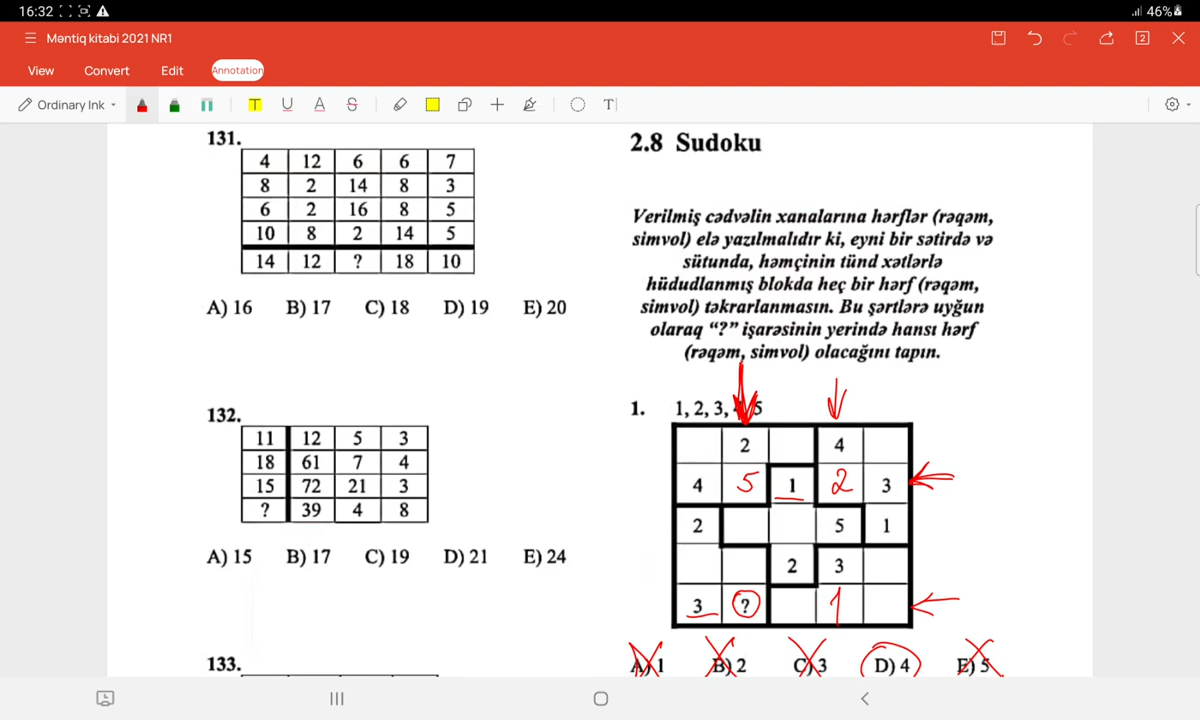 16:32 46%
Məntiq kitabi 2021 NR1 2
View Convert Edit Annotation
Ordinary Ink T U A S T
131.
4 12 6 6 7
8 2 14 8 3
6 2 16 8 5
10 8 2 14 5
14 12 ? 18 10
A) 16 B) 17 C) 18 D) 19 E) 20
132.
11 12 5 3
18 61 7 4
15 72 21 3
? 39 4 8
A) 15 B) 17 C) 19 D) 21 E) 24
133.
2.8 Sudoku
Verilmiş cədvəlin xanalarına hərflər (rəqəm,
simvol) elə yazılmalıdır ki, eyni bir sətirdə və
sütunda, həmçinin tünd xətlərlə
hüdudlanmış blokda heç bir hərf (rəqəm,
simvol) təkrarlanmasın. Bu şərtlərə uyğun
olaraq “?” işarəsinin yerində hansı hərf
(rəqəm, simvol) olacağını tapın.
1. 1, 2, 3, 4, 5
2 4
4 5 1 2 3
2 5 1
2 3
3 ? 1
A) 1 B) 2 C) 3 D) 4 E) 5